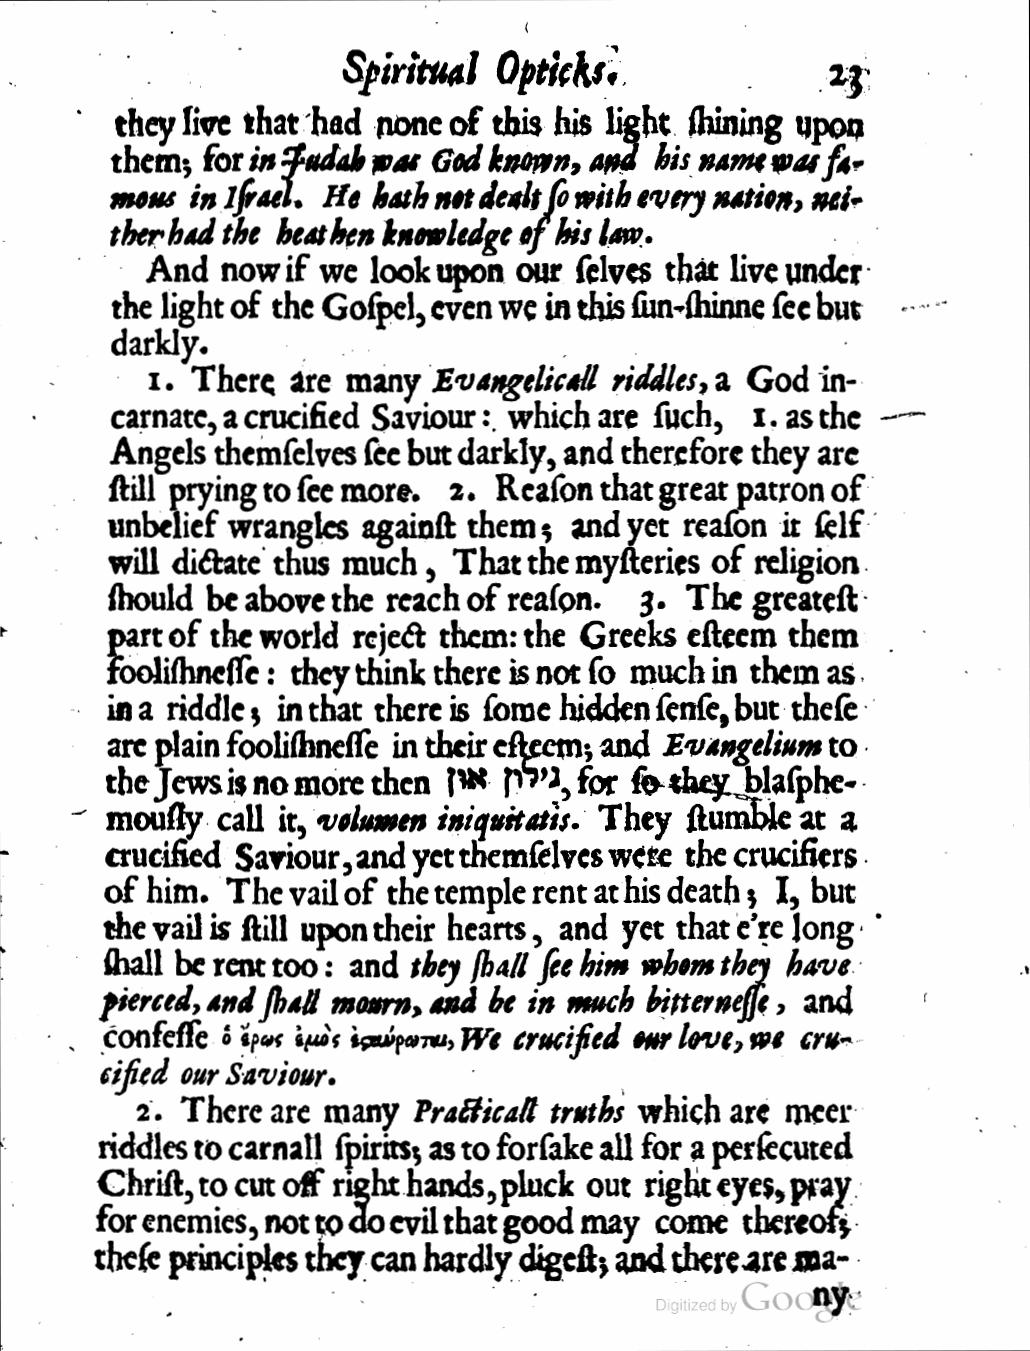 Spiritual Opticks. 23
they live that had none of this his light ſhining upon
them; for in Judah was God known, and his name was fa-
mous in Iſrael. He hath not dealt ſo with every nation, nei-
ther had the heathen knowledge of his law.
And now if we look upon our ſelves that live under
the light of the Goſpel, even we in this ſun-ſhinne ſee but
darkly.
1. There are many Evangelicall riddles, a God in-
carnate, a crucified Saviour: which are ſuch, 1. as the
Angels themſelves ſee but darkly, and therefore they are
ſtill prying to ſee more. 2. Reaſon that great patron of
unbelief wrangles againſt them; and yet reaſon it ſelf
will dictate thus much, That the myſteries of religion
ſhould be above the reach of reaſon. 3. The greateſt
part of the world reject them: the Greeks eſteem them
fooliſhneſſe: they think there is not ſo much in them as
in a riddle; in that there is ſome hidden ſenſe, but theſe
are plain fooliſhneſſe in their eſteem; and Evangelium to
the Jews is no more then גילון און, for ſo they blaſphe-
mouſly call it, volumen iniquitatis. They ſtumble at a
crucified Saviour, and yet themſelves were the crucifiers
of him. The vail of the temple rent at his death; I, but
the vail is ſtill upon their hearts, and yet that e're long
ſhall be rent too: and they ſhall ſee him whom they have
pierced, and ſhall mourn, and be in much bitterneſſe, and
confeſſe ὁ ἔρως ἐμὸς ἐσταύρωται, We crucified our love, we cru-
cified our Saviour.
2. There are many Practicall truths which are meer
riddles to carnall ſpirits; as to forſake all for a perſecuted
Chriſt, to cut off right hands, pluck out right eyes, pray
for enemies, not to do evil that good may come thereof;
theſe principles they can hardly digeſt; and there are ma-
ny
Digitized by Google